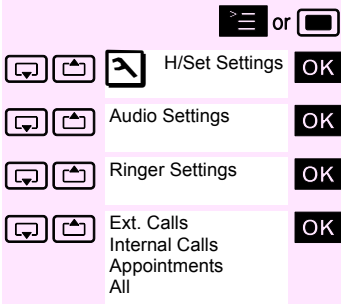 or
H/Set Settings OK
Audio Settings OK
Ringer Settings OK
Ext. Calls OK
Internal Calls
Appointments
All